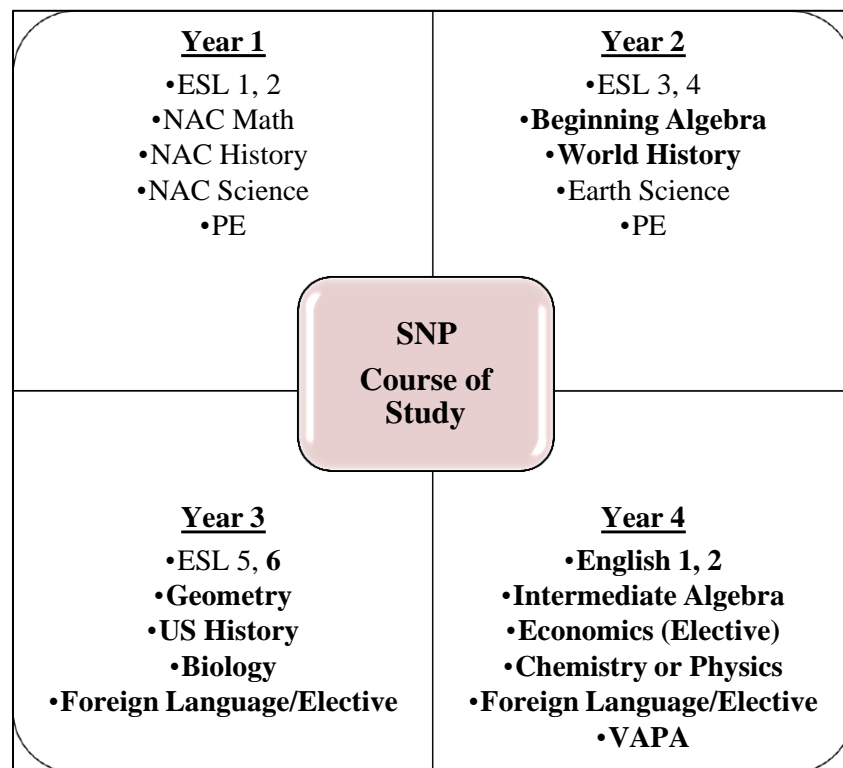 Year 1
•ESL 1, 2
•NAC Math
•NAC History
•NAC Science
•PE
Year 2
•ESL 3, 4
•Beginning Algebra
•World History
•Earth Science
•PE
SNP
Course of
Study
Year 3
•ESL 5, 6
•Geometry
•US History
•Biology
•Foreign Language/Elective
Year 4
•English 1, 2
•Intermediate Algebra
•Economics (Elective)
•Chemistry or Physics
•Foreign Language/Elective
•VAPA